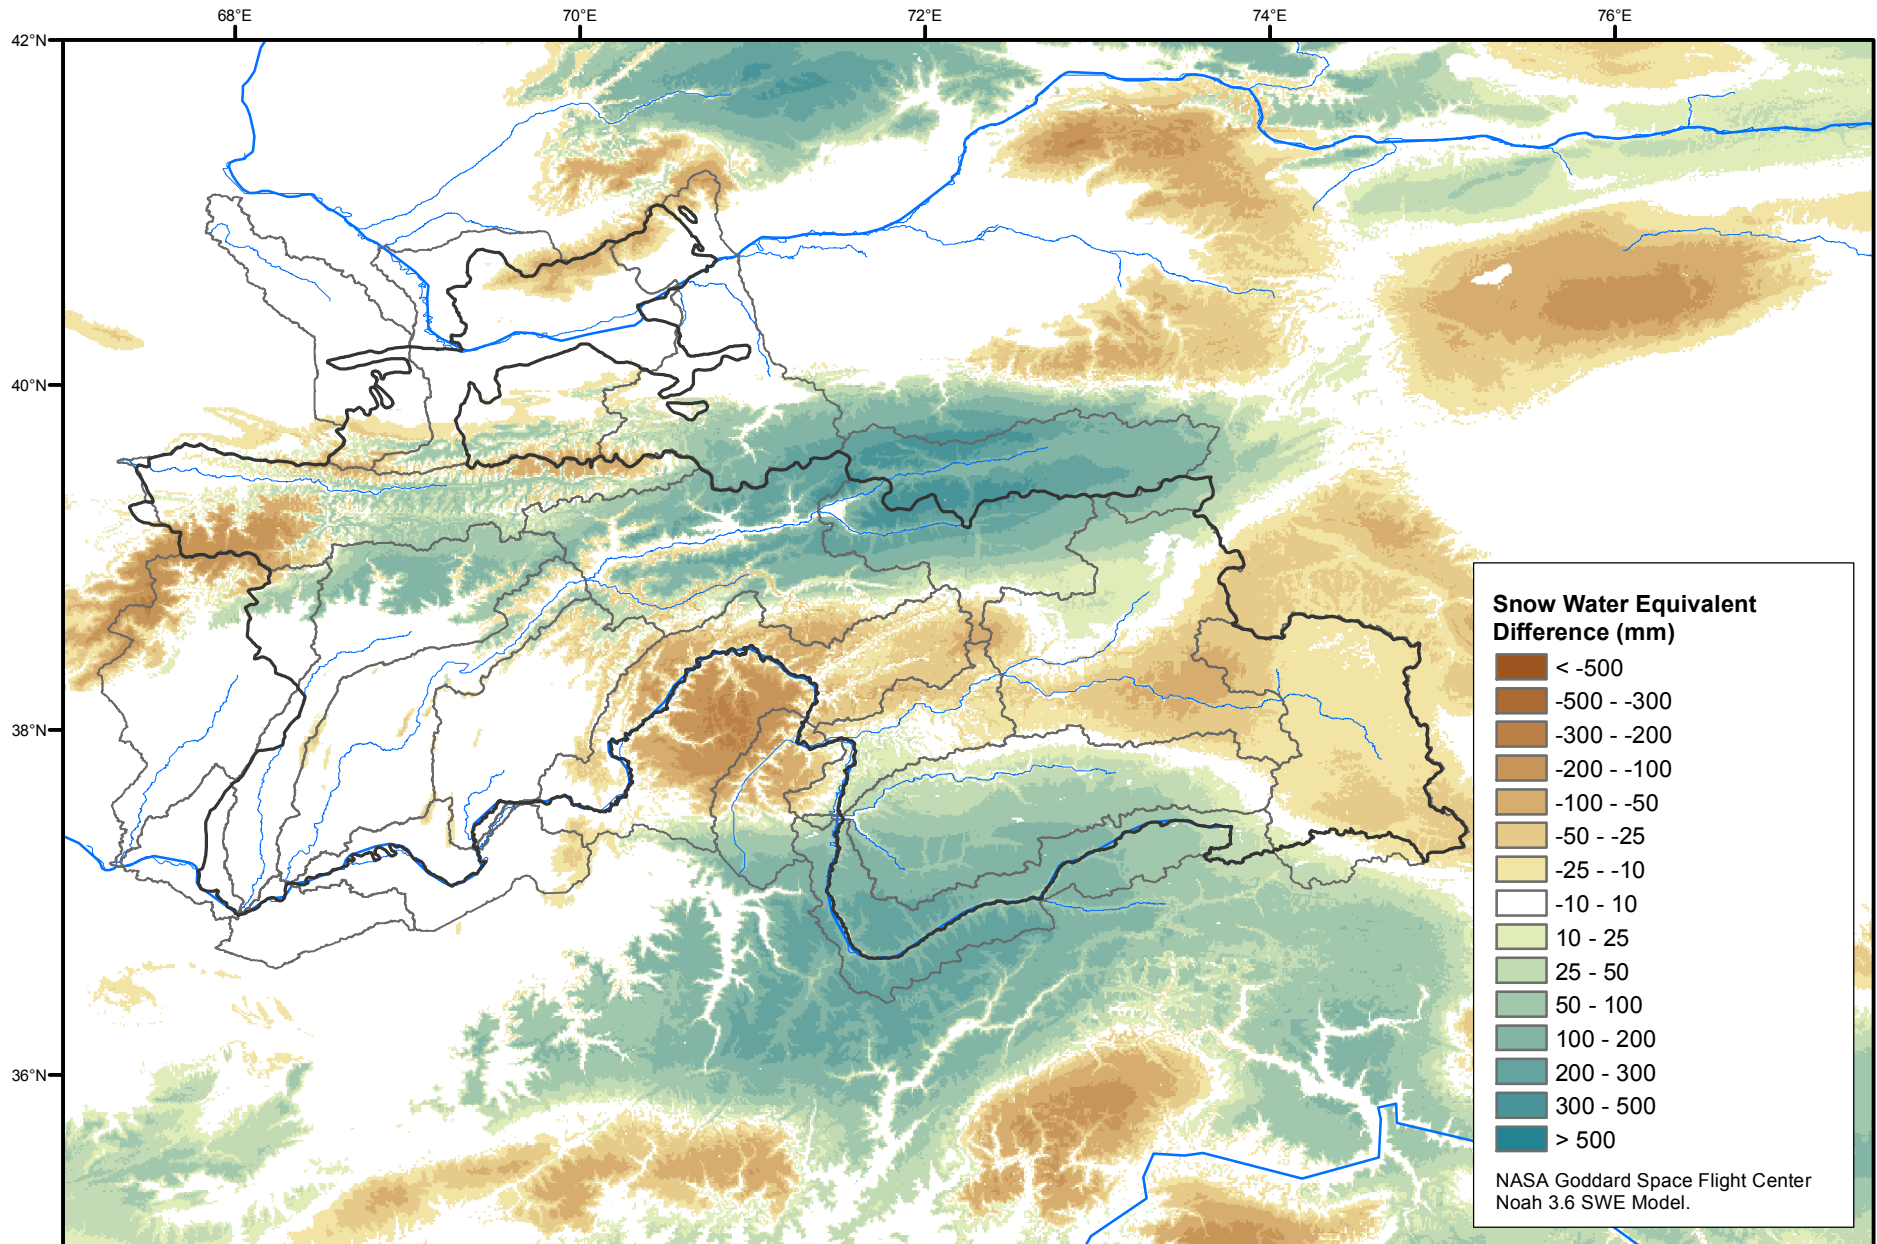 68°E 70°E 72°E 74°E 76°E
42°N
40°N
38°N
36°N
Snow Water Equivalent
Difference (mm)
< -500
-500 - -300
-300 - -200
-200 - -100
-100 - -50
-50 - -25
-25 - -10
-10 - 10
10 - 25
25 - 50
50 - 100
100 - 200
200 - 300
300 - 500
> 500
NASA Goddard Space Flight Center
Noah 3.6 SWE Model.